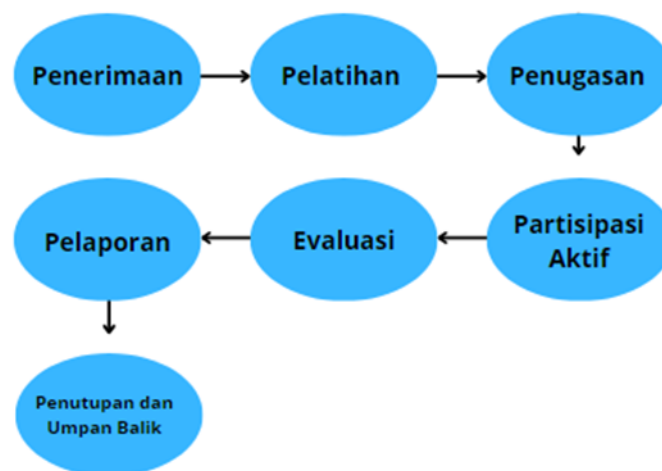 Penerimaan
Pelatihan
Penugasan
Partisipasi
Aktif
Evaluasi
Pelaporan
Penutupan dan
Umpan Balik